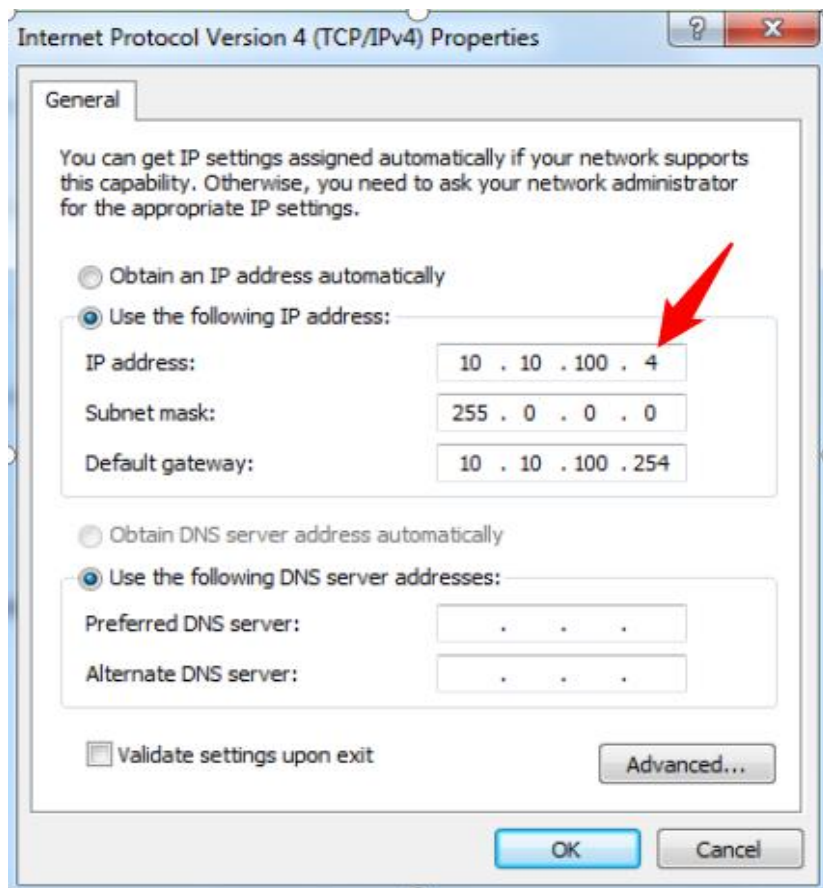 Internet Protocol Version 4 (TCP/IPv4) Properties
?
X
General
You can get IP settings assigned automatically if your network supports
this capability. Otherwise, you need to ask your network administrator
for the appropriate IP settings.
Obtain an IP address automatically
Use the following IP address:
IP address: 10 . 10 . 100 . 4
Subnet mask: 255 . 0 . 0 . 0
Default gateway: 10 . 10 . 100 . 254
Obtain DNS server address automatically
Use the following DNS server addresses:
Preferred DNS server: . . .
Alternate DNS server: . . .
Validate settings upon exit
Advanced...
OK Cancel